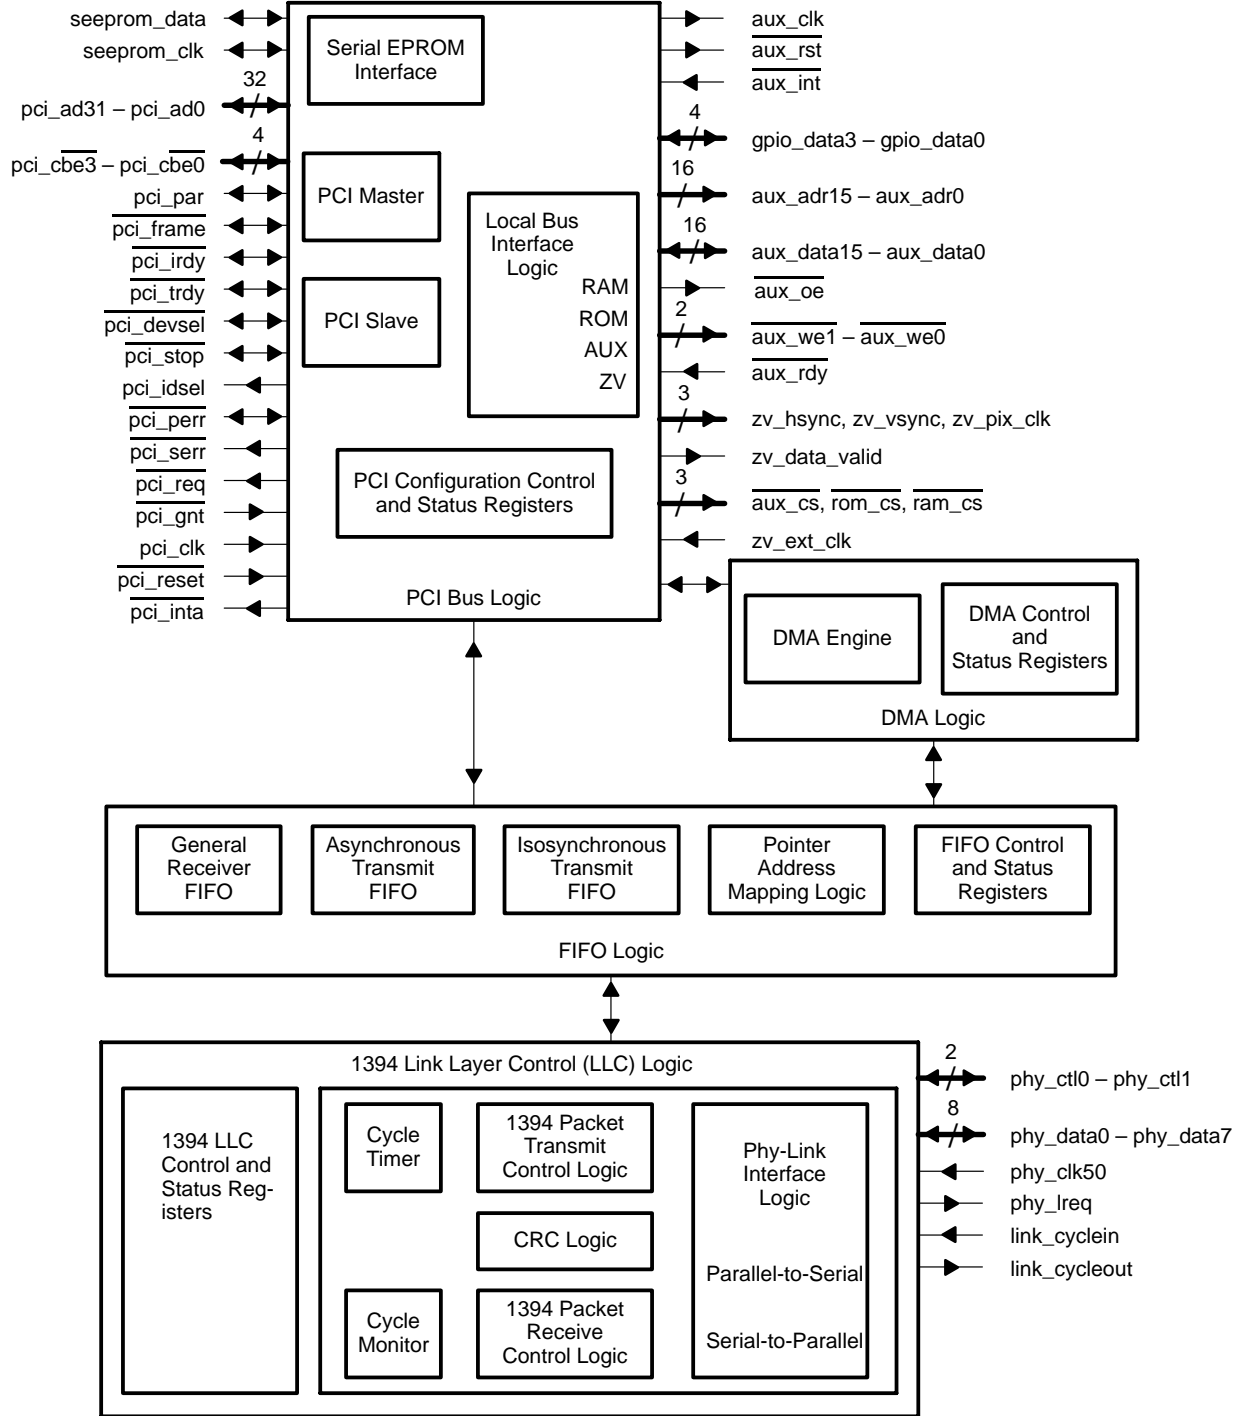 seeprom_data
seeprom_clk
32
pci_ad31 – pci_ad0
4
pci_cbe3 – pci_cbe0
pci_par
pci_frame
pci_irdy
pci_trdy
pci_devsel
pci_stop
pci_idsel
pci_perr
pci_serr
pci_req
pci_gnt
pci_clk
pci_reset
pci_inta
Serial EPROM
Interface
PCI Master
PCI Slave
Local Bus
Interface
Logic
RAM
ROM
AUX
ZV
PCI Configuration Control
and Status Registers
PCI Bus Logic
aux_clk
aux_rst
aux_int
4
gpio_data3 – gpio_data0
16
aux_adr15 – aux_adr0
16
aux_data15 – aux_data0
aux_oe
2
aux_we1 – aux_we0
aux_rdy
3
zv_hsync, zv_vsync, zv_pix_clk
zv_data_valid
3
aux_cs, rom_cs, ram_cs
zv_ext_clk
DMA Engine
DMA Control
and
Status Registers
DMA Logic
General
Receiver
FIFO
Asynchronous
Transmit
FIFO
Isosynchronous
Transmit
FIFO
Pointer
Address
Mapping Logic
FIFO Control
and Status
Registers
FIFO Logic
1394 Link Layer Control (LLC) Logic
1394 LLC
Control and
Status Reg-
isters
Cycle
Timer
1394 Packet
Transmit
Control Logic
CRC Logic
Cycle
Monitor
1394 Packet
Receive
Control Logic
Phy-Link
Interface
Logic
Parallel-to-Serial
Serial-to-Parallel
2
phy_ctl0 – phy_ctl1
8
phy_data0 – phy_data7
phy_clk50
phy_lreq
link_cyclein
link_cycleout